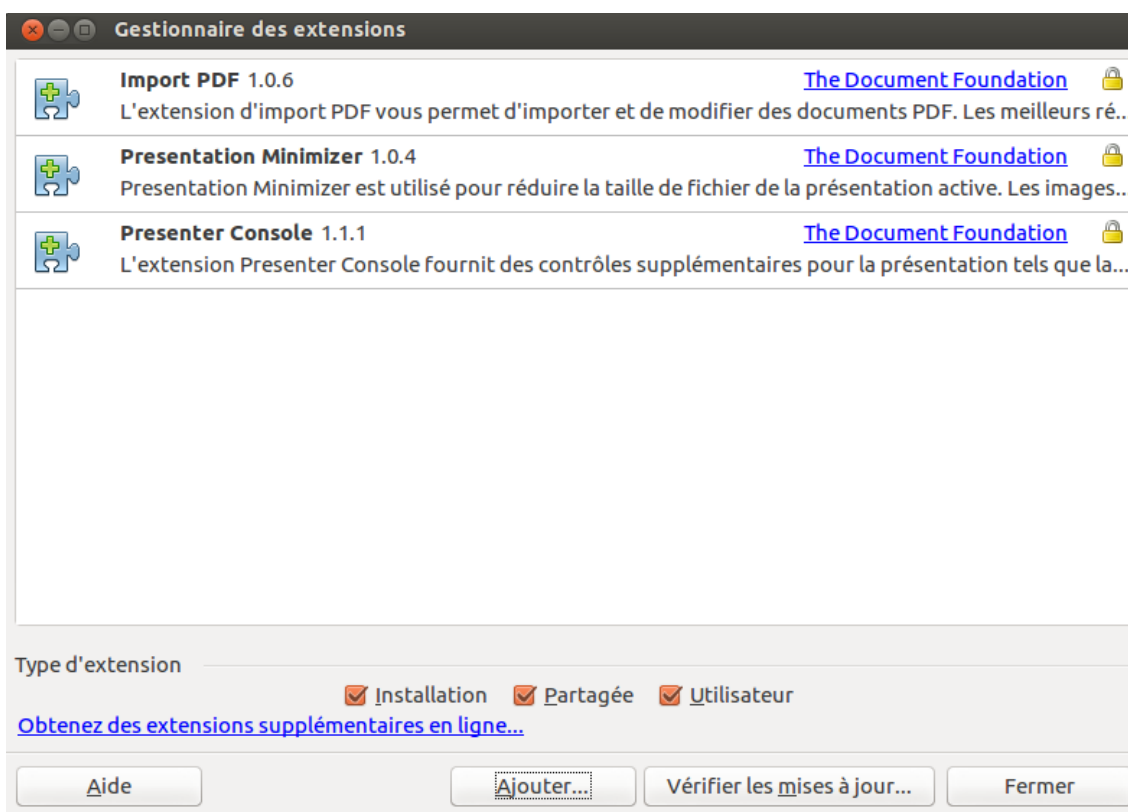 Gestionnaire des extensions
Import PDF 1.0.6 The Document Foundation
L'extension d'import PDF vous permet d'importer et de modifier des documents PDF. Les meilleurs ré...
Presentation Minimizer 1.0.4 The Document Foundation
Presentation Minimizer est utilisé pour réduire la taille de fichier de la présentation active. Les images...
Presenter Console 1.1.1 The Document Foundation
L'extension Presenter Console fournit des contrôles supplémentaires pour la présentation tels que la...
Type d'extension
Installation Partagée Utilisateur
Obtenez des extensions supplémentaires en ligne...
Aide Ajouter... Vérifier les mises à jour... Fermer